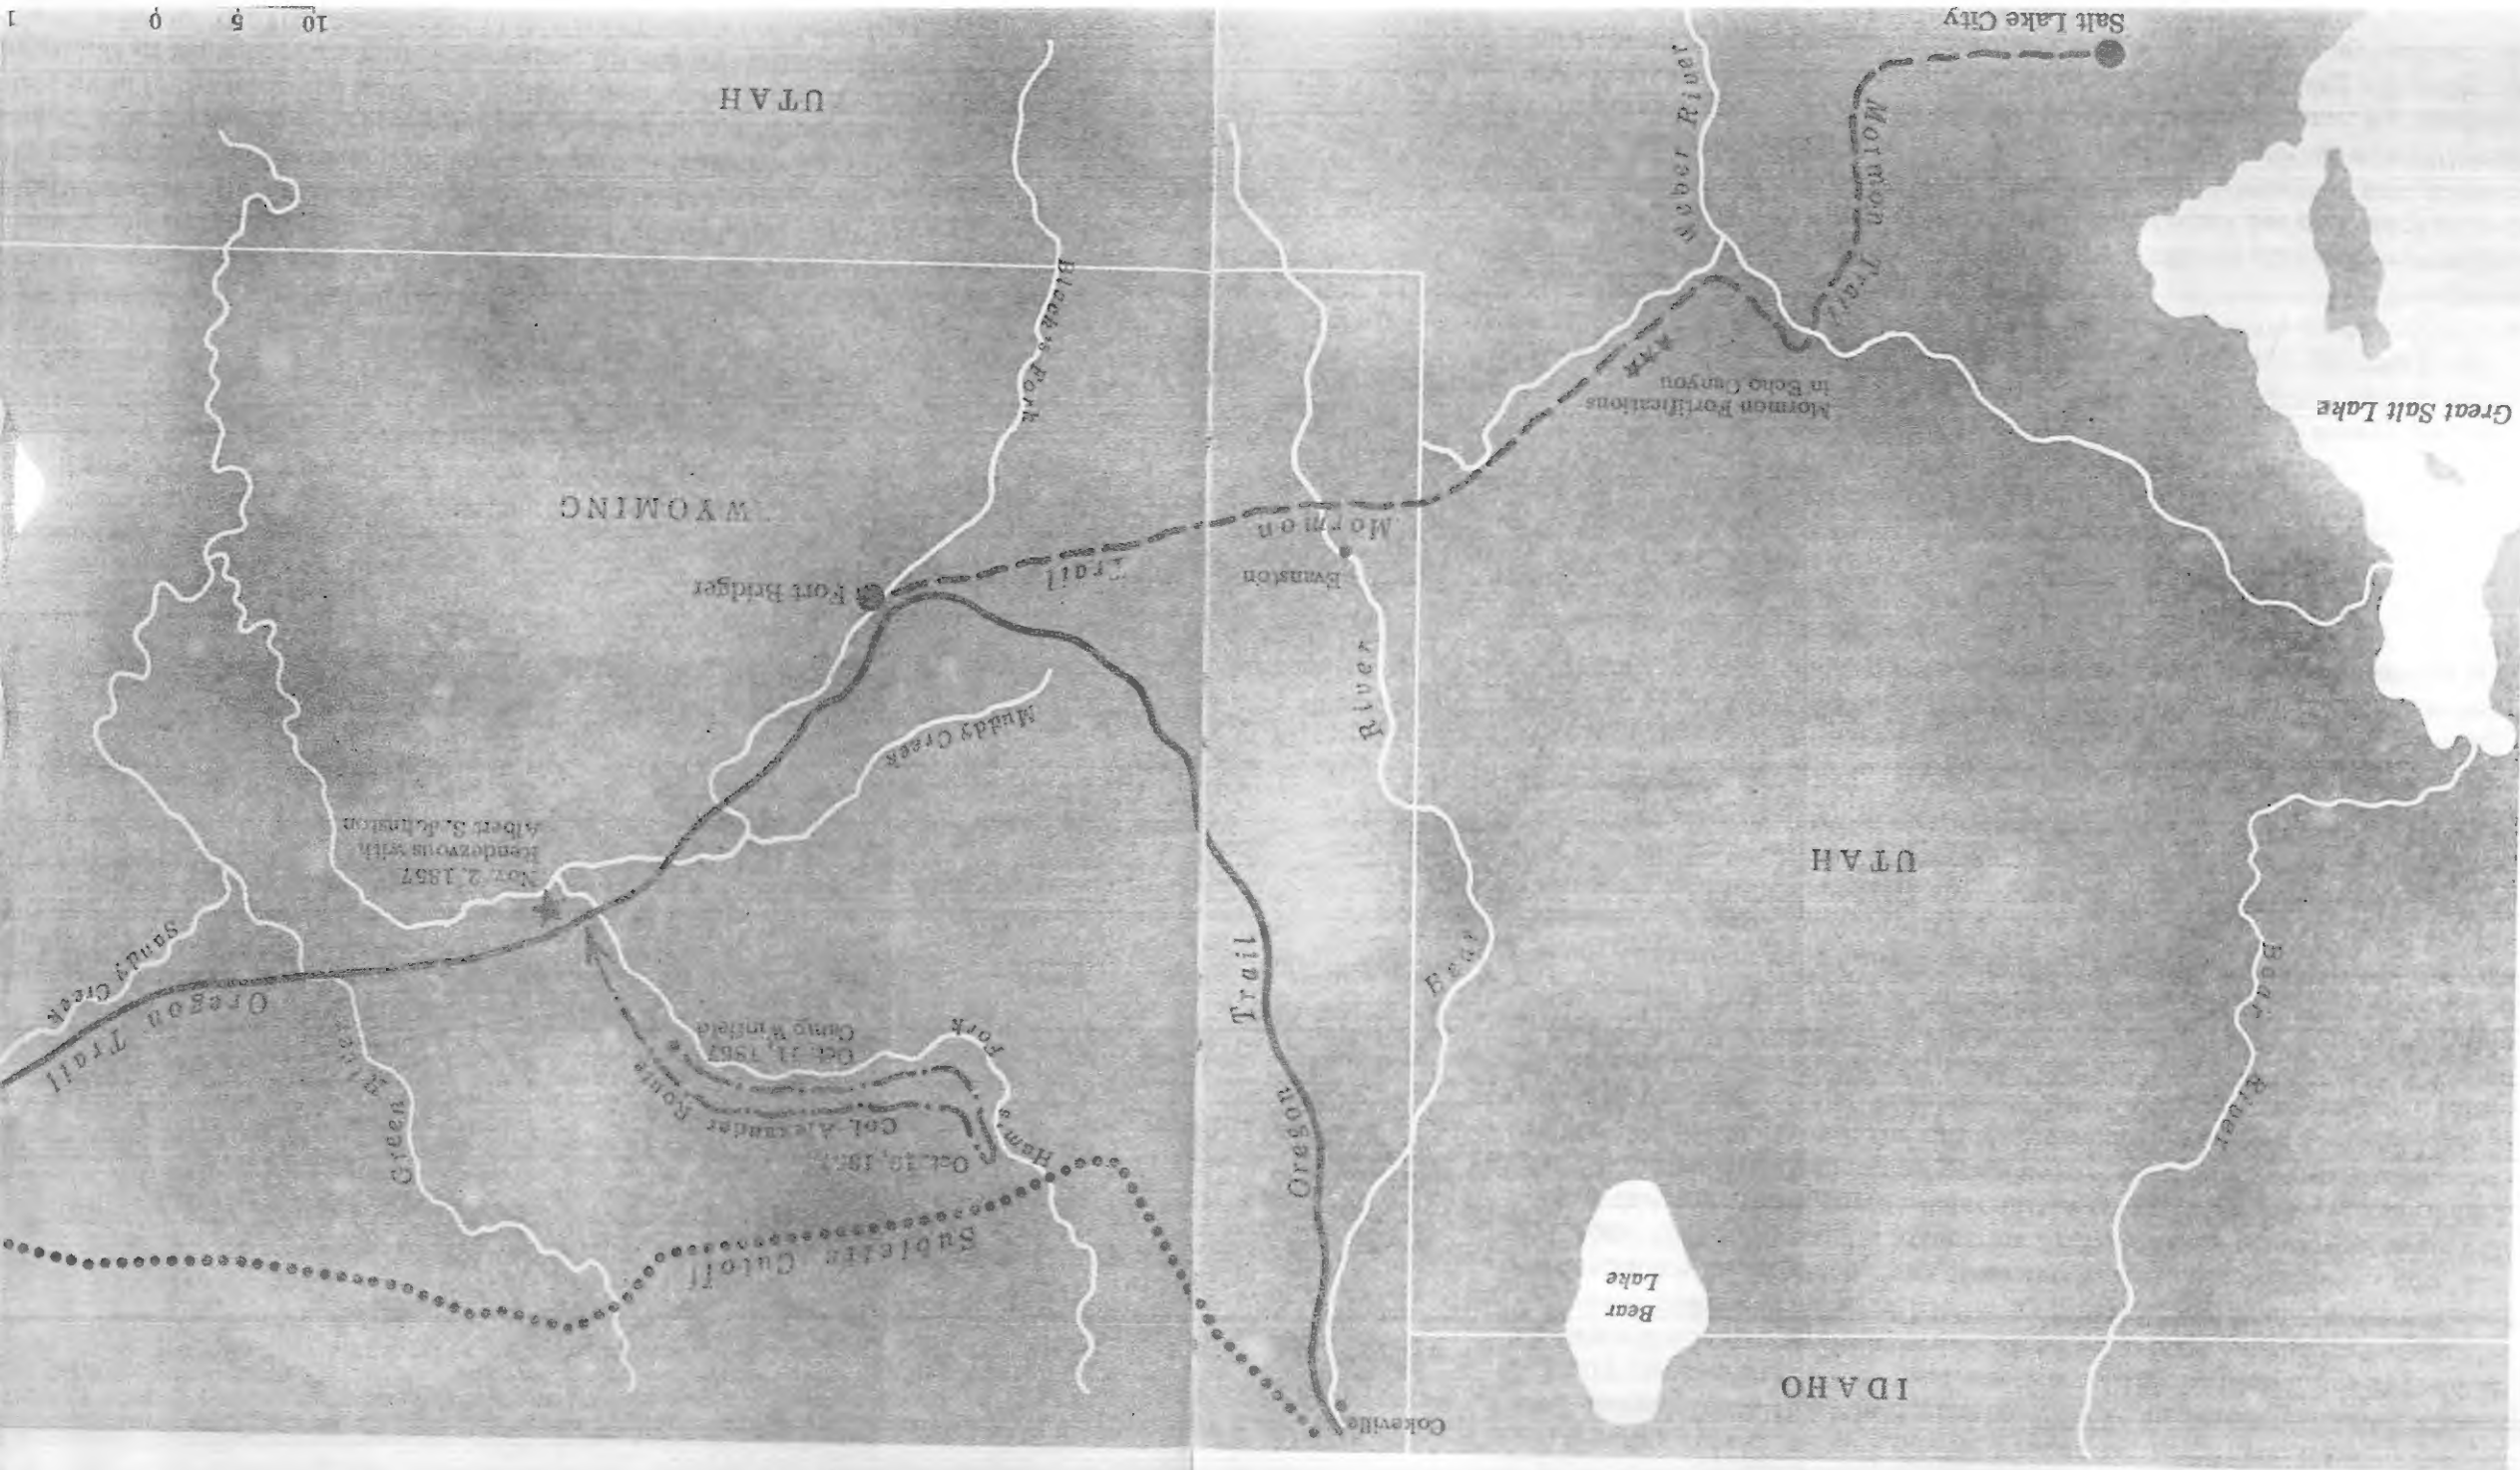 IDAHO
Cokeville
Bear
Lake
Sublette Cutoff
Oct. 19, 1857
Ham's
Fork
Col. Alexander
Route
Oct. 11, 1857
Camp Winfield
Oregon
Trail
Bear River
Bear
River
Green
River
Oregon Trail
Sandy Creek
UTAH
Nov. 2, 1857
Rendezvous with
Albert S. Johnston
Muddy Creek
Fort Bridger
Evanston
Mormon
Trail
WYOMING
Great Salt Lake
Mormon Fortifications
in Echo Canyon
Black's Fork
Mormon Trail
Weber River
UTAH
Salt Lake City
10 5 0 1